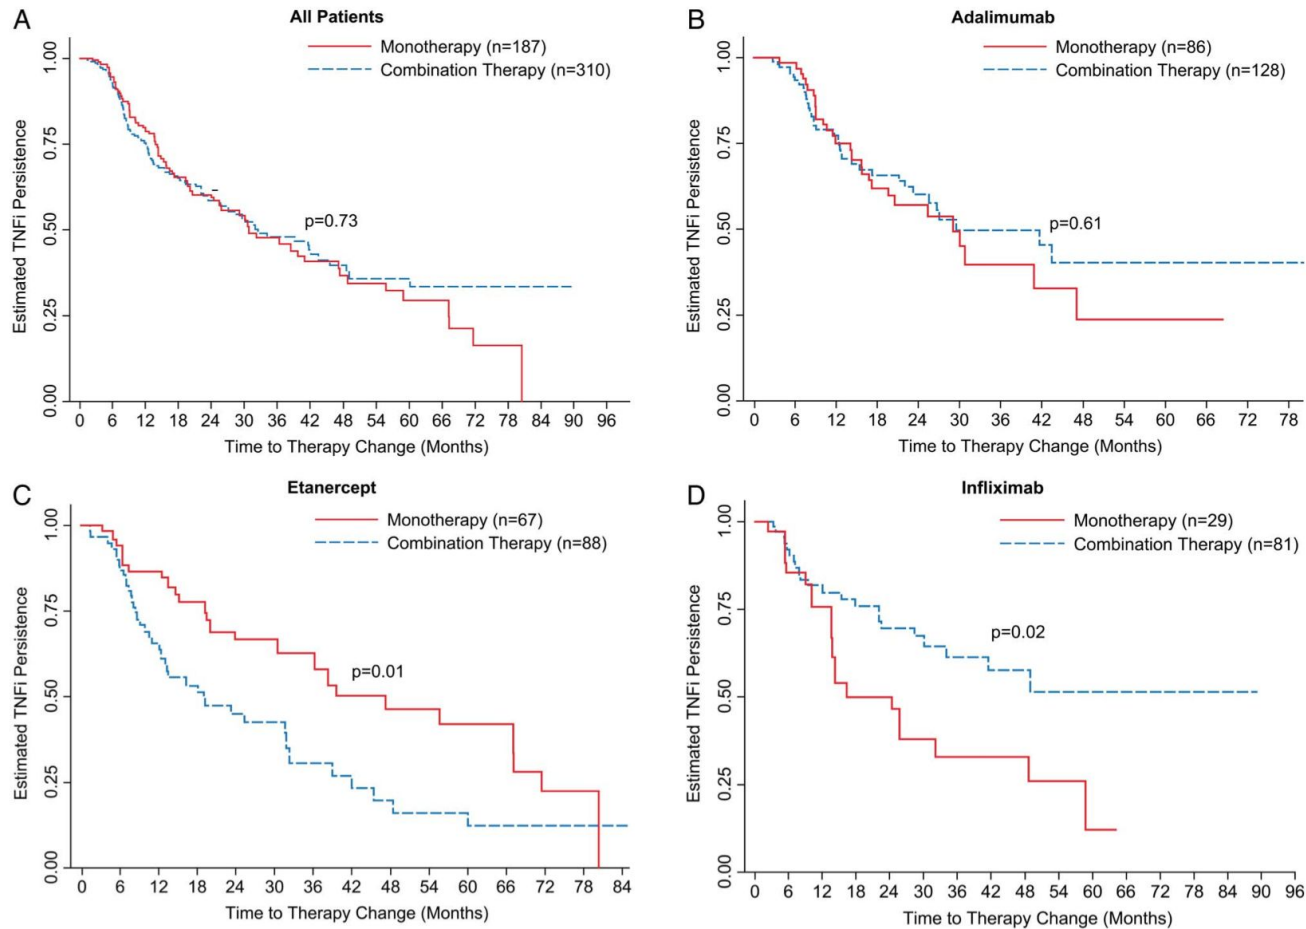 A
All Patients
Monotherapy (n=187)
Combination Therapy (n=310)
Estimated TNFi Persistence
1.00
0.75
0.50
0.25
0.00
p=0.73
0 6 12 18 24 30 36 42 48 54 60 66 72 84 90 96
Time to Therapy Change (Months)
B
Adalimumab
Monotherapy (n=86)
Combination Therapy (n=128)
Estimated TNFi Persistence
1.00
0.75
0.50
0.25
0.00
p=0.61
0 6 12 18 24 30 36 42 48 54 60 66 72 78
Time to Therapy Change (Months)
C
Etanercept
Monotherapy (n=67)
Combination Therapy (n=88)
Estimated TNFi Persistence
1.00
0.75
0.50
0.25
0.00
p=0.01
0 6 12 18 24 30 36 42 48 54 60 66 72 78 84
Time to Therapy Change (Months)
D
Infliximab
Monotherapy (n=29)
Combination Therapy (n=81)
Estimated TNFi Persistence
1.00
0.75
0.50
0.25
0.00
p=0.02
0 6 12 18 24 30 36 42 48 54 60 66 72 78 84 90 96
Time to Therapy Change (Months)